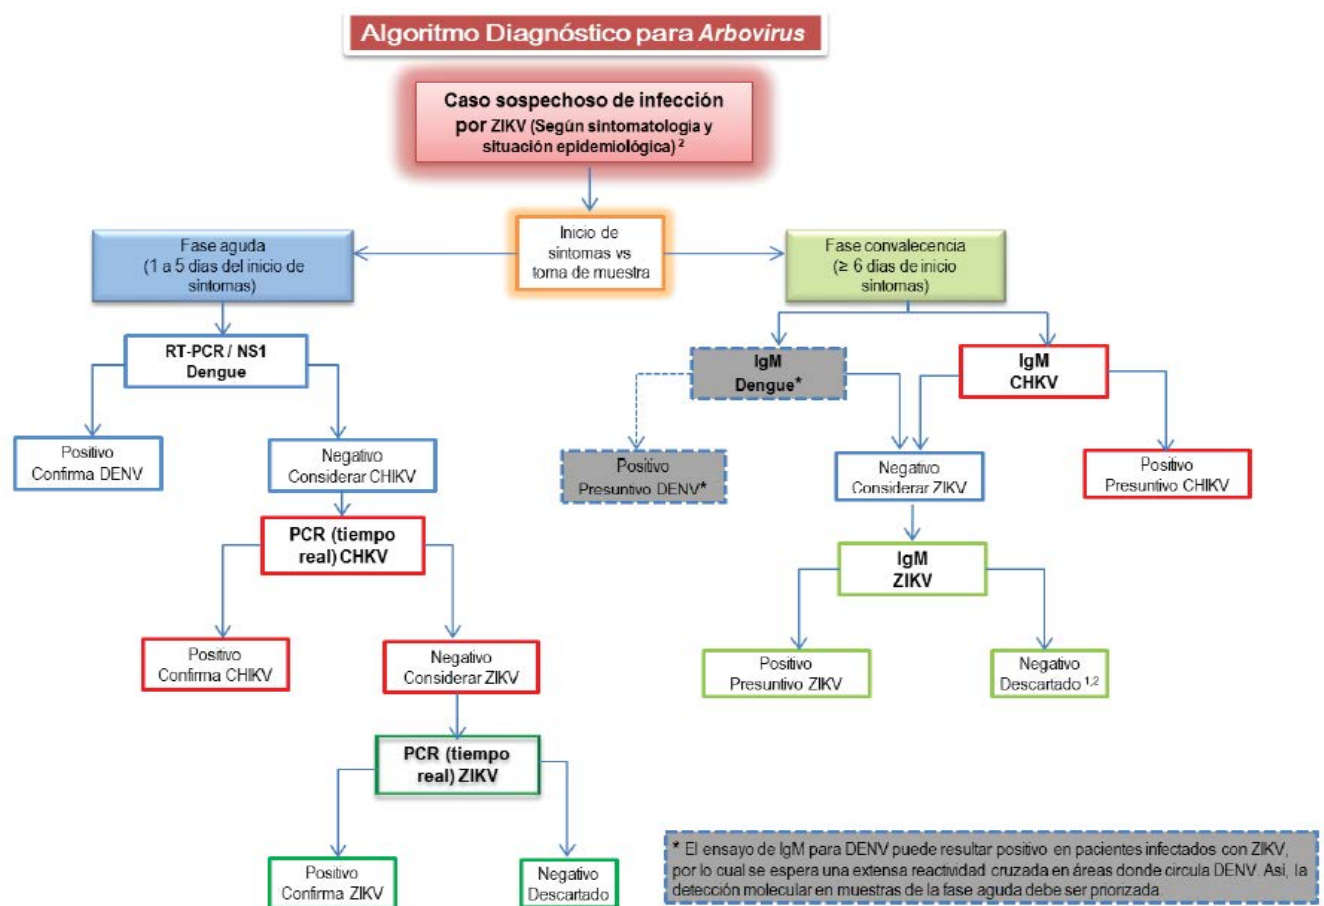 Algoritmo Diagnóstico para Arbovirus
Caso sospechoso de infección
por ZIKV (Según sintomatología y
situación epidemiológica) ²
Inicio de
síntomas vs
toma de muestra
Fase aguda
(1 a 5 dias del inicio de
síntomas)
Fase convalecencia
(≥ 6 dias de inicio
síntomas)
RT-PCR / NS1
Dengue
IgM
Dengue*
IgM
CHKV
Positivo
Confirma DENV
Negativo
Considerar CHIKV
Positivo
Presuntivo DENV*
Negativo
Considerar ZIKV
Positivo
Presuntivo CHIKV
PCR (tiempo
real) CHKV
IgM
ZIKV
Positivo
Confirma CHIKV
Negativo
Considerar ZIKV
Positivo
Presuntivo ZIKV
Negativo
Descartado ¹,²
PCR (tiempo
real) ZIKV
Positivo
Confirma ZIKV
Negativo
Descartado
* El ensayo de IgM para DENV puede resultar positivo en pacientes infectados con ZIKV,
por lo cual se espera una extensa reactividad cruzada en áreas donde circula DENV. Así, la
detección molecular en muestras de la fase aguda debe ser priorizada.